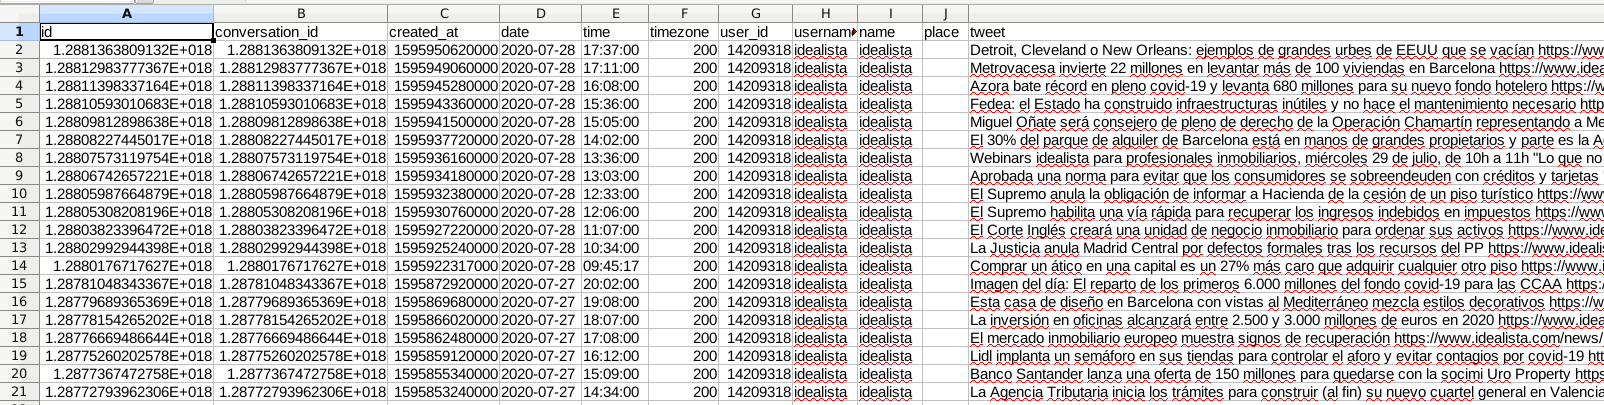 A B C D E F G H I J
1 id conversation_id created_at date time timezone user_id usernam name place tweet
2 1.2881363809132E+018 1.2881363809132E+018 1595950620000 2020-07-28 17:37:00 200 14209318 idealista idealista Detroit, Cleveland o New Orleans: ejemplos de grandes urbes de EEUU que se vacían https://ww
3 1.28812983777367E+018 1.28812983777367E+018 1595949060000 2020-07-28 17:11:00 200 14209318 idealista idealista Metrovacesa invierte 22 millones en levantar más de 100 viviendas en Barcelona https://www.idea
4 1.28811398337164E+018 1.28811398337164E+018 1595945280000 2020-07-28 16:08:00 200 14209318 idealista idealista Azora bate récord en pleno covid-19 y levanta 680 millones para su nuevo fondo hotelero https://w
5 1.28810593010683E+018 1.28810593010683E+018 1595943360000 2020-07-28 15:36:00 200 14209318 idealista idealista Fedea: el Estado ha construido infraestructuras inútiles y no hace el mantenimiento necesario http
6 1.28809812898638E+018 1.28809812898638E+018 1595941500000 2020-07-28 15:05:00 200 14209318 idealista idealista Miguel Oñate será consejero de pleno de derecho de la Operación Chamartín representando a Me
7 1.28808227445017E+018 1.28808227445017E+018 1595937720000 2020-07-28 14:02:00 200 14209318 idealista idealista El 30% del parque de alquiler de Barcelona está en manos de grandes propietarios y parte es la A
8 1.28807573119754E+018 1.28807573119754E+018 1595936160000 2020-07-28 13:36:00 200 14209318 idealista idealista Webinars idealista para profesionales inmobiliarios, miércoles 29 de julio, de 10h a 11h "Lo que no
9 1.28806742657221E+018 1.28806742657221E+018 1595934180000 2020-07-28 13:03:00 200 14209318 idealista idealista Aprobada una norma para evitar que los consumidores se sobreendeuden con créditos y tarjetas
10 1.28805987664879E+018 1.28805987664879E+018 1595932380000 2020-07-28 12:33:00 200 14209318 idealista idealista El Supremo anula la obligación de informar a Hacienda de la cesión de un piso turístico https://ww
11 1.28805308208196E+018 1.28805308208196E+018 1595930760000 2020-07-28 12:06:00 200 14209318 idealista idealista El Supremo habilita una vía rápida para recuperar los ingresos indebidos en impuestos https://ww
12 1.28803823396472E+018 1.28803823396472E+018 1595927220000 2020-07-28 11:07:00 200 14209318 idealista idealista El Corte Inglés creará una unidad de negocio inmobiliario para ordenar sus activos https://www.ide
13 1.28802992944398E+018 1.28802992944398E+018 1595925240000 2020-07-28 10:34:00 200 14209318 idealista idealista La Justicia anula Madrid Central por defectos formales tras los recursos del PP https://www.ideali
14 1.2880176717627E+018 1.2880176717627E+018 1595922317000 2020-07-28 09:45:17 200 14209318 idealista idealista Comprar un ático en una capital es un 27% más caro que adquirir cualquier otro piso https://www.i
15 1.28781048343367E+018 1.28781048343367E+018 1595872920000 2020-07-27 20:02:00 200 14209318 idealista idealista Imagen del día: El reparto de los primeros 6.000 millones del fondo covid-19 para las CCAA https:/
16 1.28779689365369E+018 1.28779689365369E+018 1595869680000 2020-07-27 19:08:00 200 14209318 idealista idealista Esta casa de diseño en Barcelona con vistas al Mediterráneo mezcla estilos decorativos https://w
17 1.28778154265202E+018 1.28778154265202E+018 1595866020000 2020-07-27 18:07:00 200 14209318 idealista idealista La inversión en oficinas alcanzará entre 2.500 y 3.000 millones de euros en 2020 https://www.idea
18 1.28776669486644E+018 1.28776669486644E+018 1595862480000 2020-07-27 17:08:00 200 14209318 idealista idealista El mercado inmobiliario europeo muestra signos de recuperación https://www.idealista.com/news/
19 1.28775260202578E+018 1.28775260202578E+018 1595859120000 2020-07-27 16:12:00 200 14209318 idealista idealista Lidl implanta un semáforo en sus tiendas para controlar el aforo y evitar contagios por covid-19 htt
20 1.2877367472758E+018 1.2877367472758E+018 1595855340000 2020-07-27 15:09:00 200 14209318 idealista idealista Banco Santander lanza una oferta de 150 millones para quedarse con la socimi Uro Property https
21 1.28772793962306E+018 1.28772793962306E+018 1595853240000 2020-07-27 14:34:00 200 14209318 idealista idealista La Agencia Tributaria inicia los trámites para construir (al fin) su nuevo cuartel general en Valencia